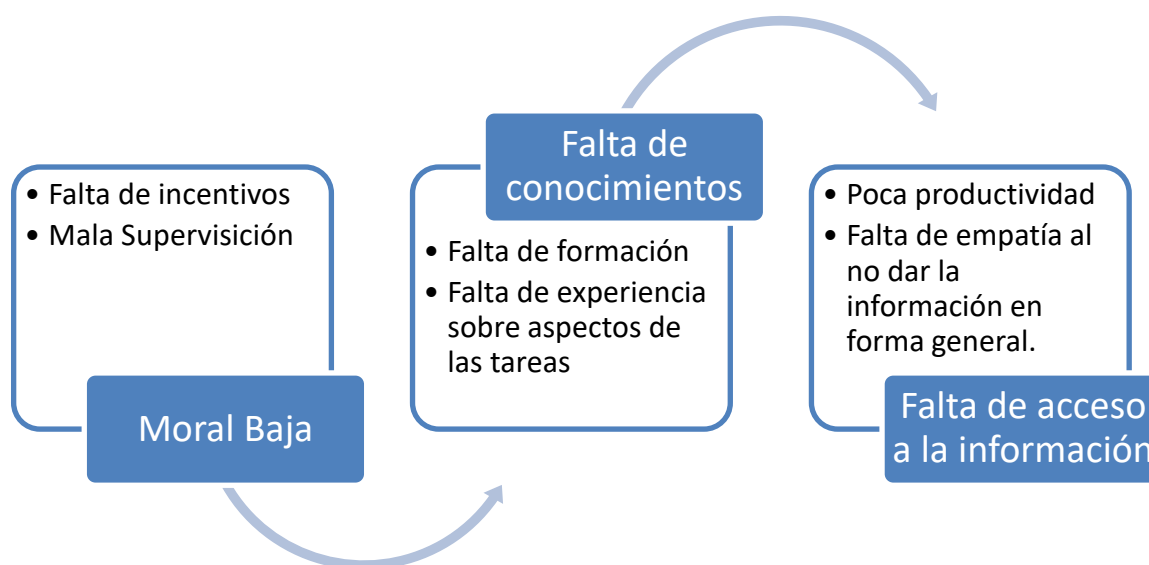 • Falta de incentivos
• Mala Supervisición
Moral Baja
Falta de
conocimientos
• Falta de formación
• Falta de experiencia
sobre aspectos de
las tareas
• Poca productividad
• Falta de empatía al
no dar la
información en
forma general.
Falta de acceso
a la información